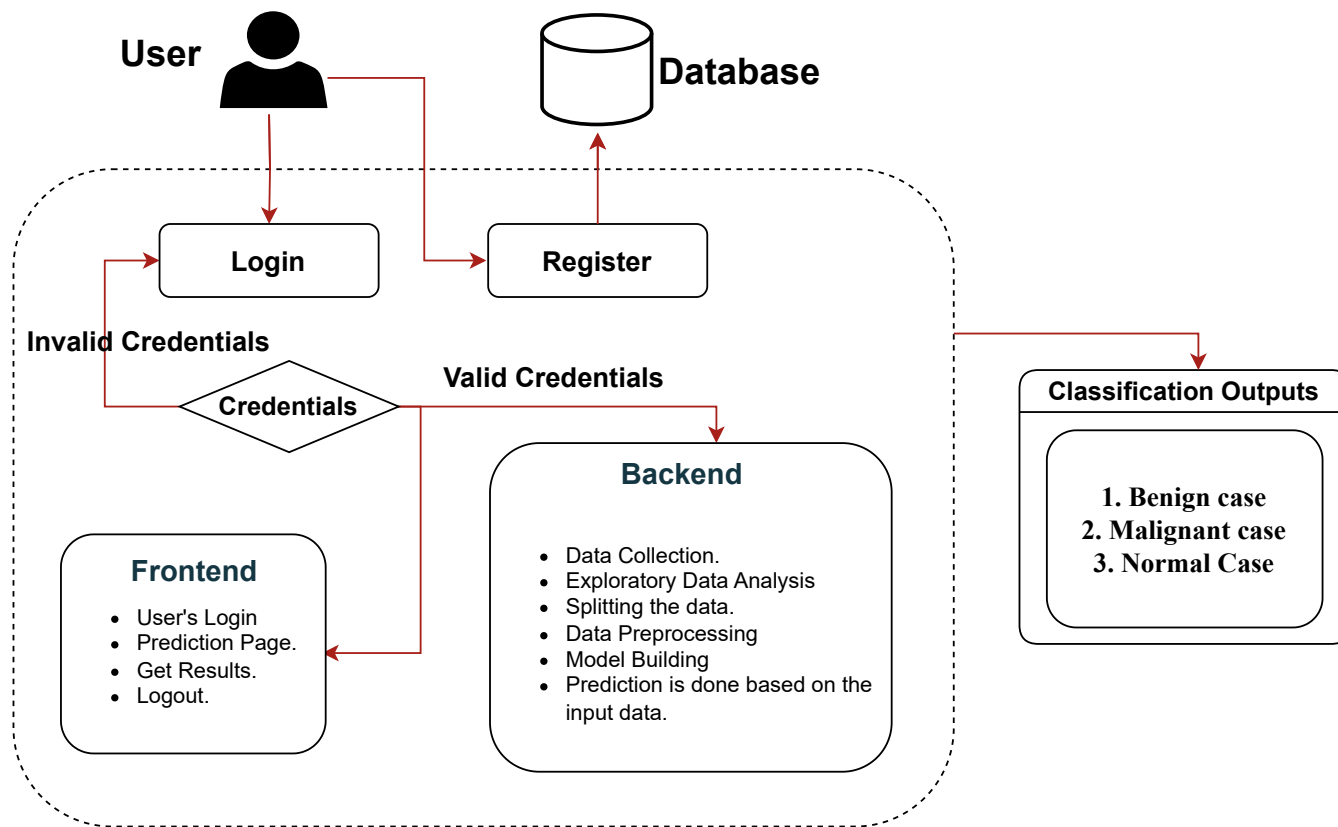 User
Database
Login
Register
Invalid Credentials
Valid Credentials
Credentials
Classification Outputs
1. Benign case
2. Malignant case
3. Normal Case
Backend
• Data Collection.
• Exploratory Data Analysis
• Splitting the data.
• Data Preprocessing
• Model Building
• Prediction is done based on the
input data.
Frontend
• User's Login
• Prediction Page.
• Get Results.
• Logout.